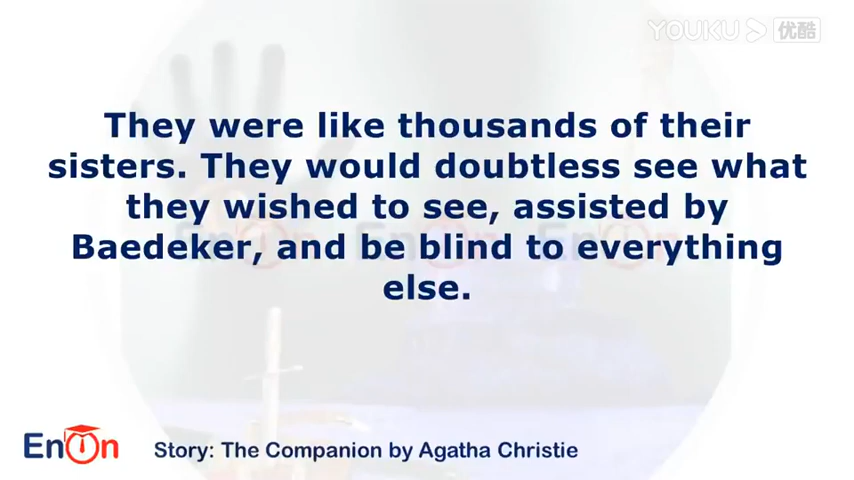 YOUKU 优酷
They were like thousands of their
sisters. They would doubtless see what
they wished to see, assisted by
Baedeker, and be blind to everything
else.
EnOn
Story: The Companion by Agatha Christie